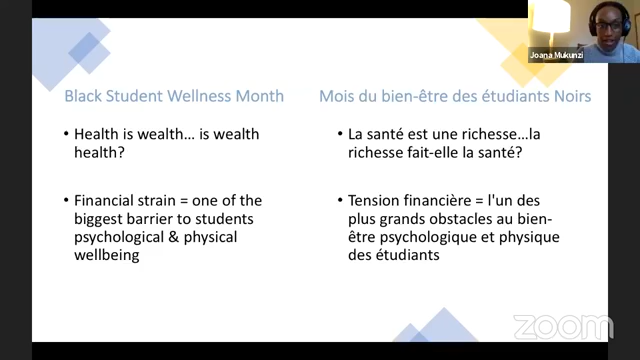 Joana Mukunzi
Black Student Wellness Month
• Health is wealth... is wealth
health?
• Financial strain = one of the
biggest barrier to students
psychological & physical
wellbeing
Mois du bien-être des étudiants Noirs
• La santé est une richesse...la
richesse fait-elle la santé?
• Tension financière = l'un des
plus grands obstacles au bien-
être psychologique et physique
des étudiants
zoom